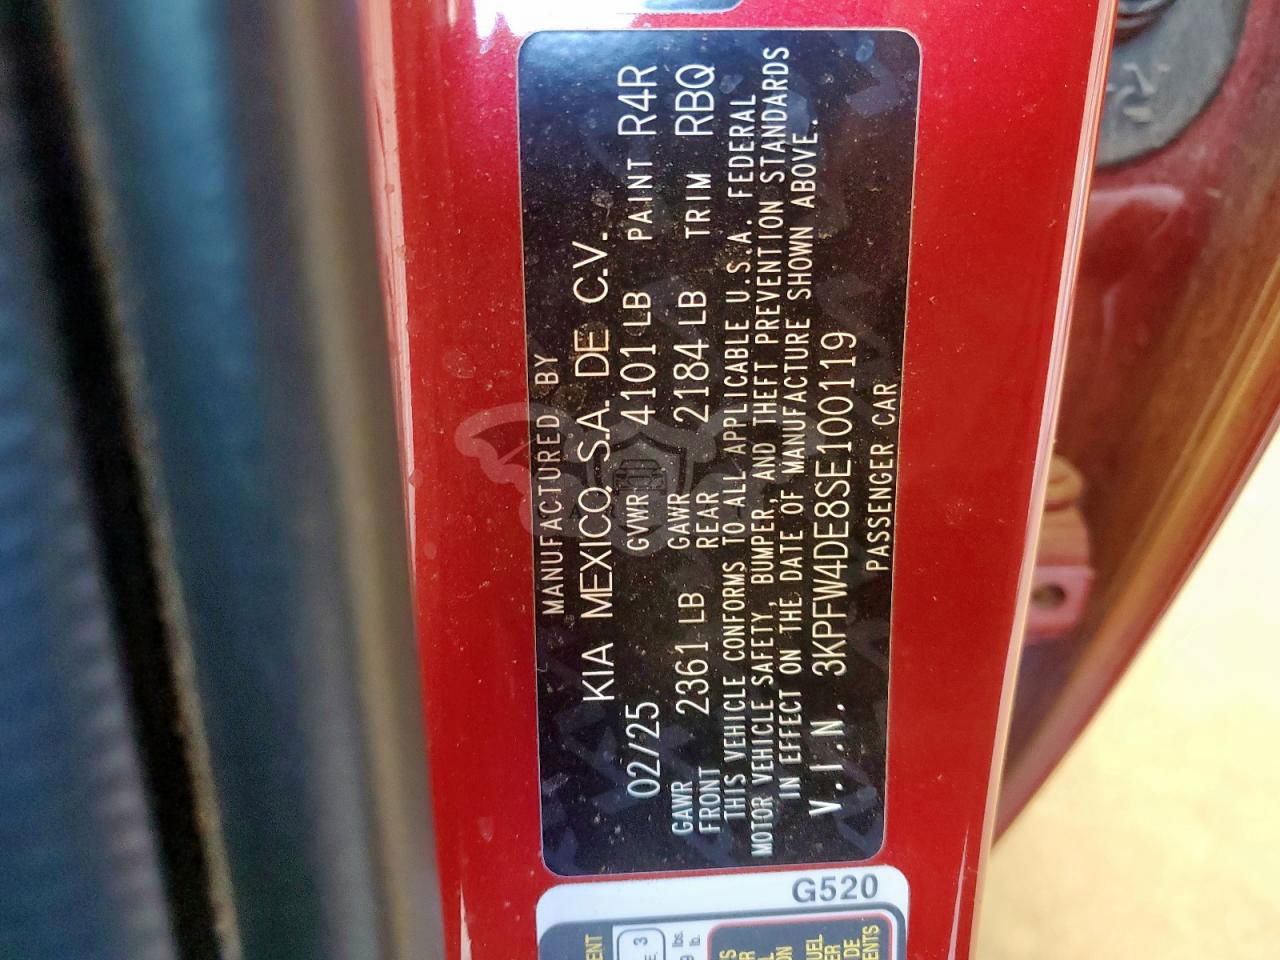 MANUFACTURED BY
KIA MEXICO, S.A. DE C.V.
02/25 GVWR 4101 LB PAINT R4R
GAWR FRONT 2361 LB GAWR REAR 2184 LB TRIM RBQ
THIS VEHICLE CONFORMS TO ALL APPLICABLE U.S.A. FEDERAL
MOTOR VEHICLE SAFETY, BUMPER, AND THEFT PREVENTION STANDARDS
IN EFFECT ON THE DATE OF MANUFACTURE SHOWN ABOVE.
V.I.N. 3KPFW4DE8SE100119
PASSENGER CAR
G520